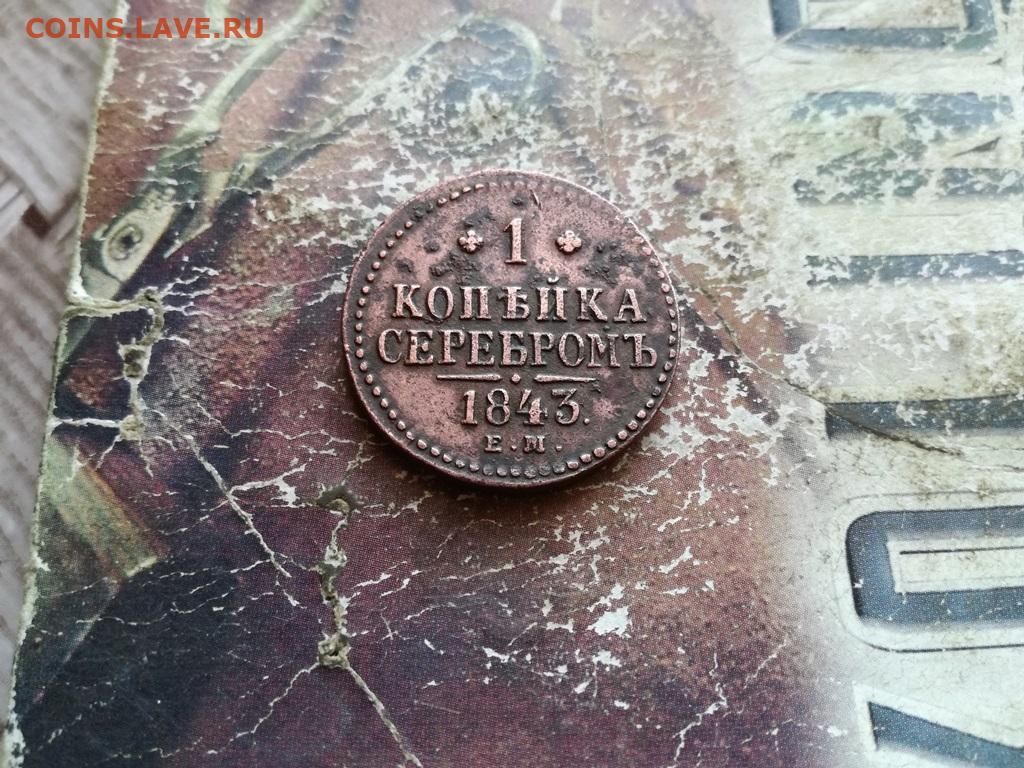 COINS.LAVE.RU
1
КОПѢЙКА
СЕРЕБРОМЪ
1843.
Е.М.